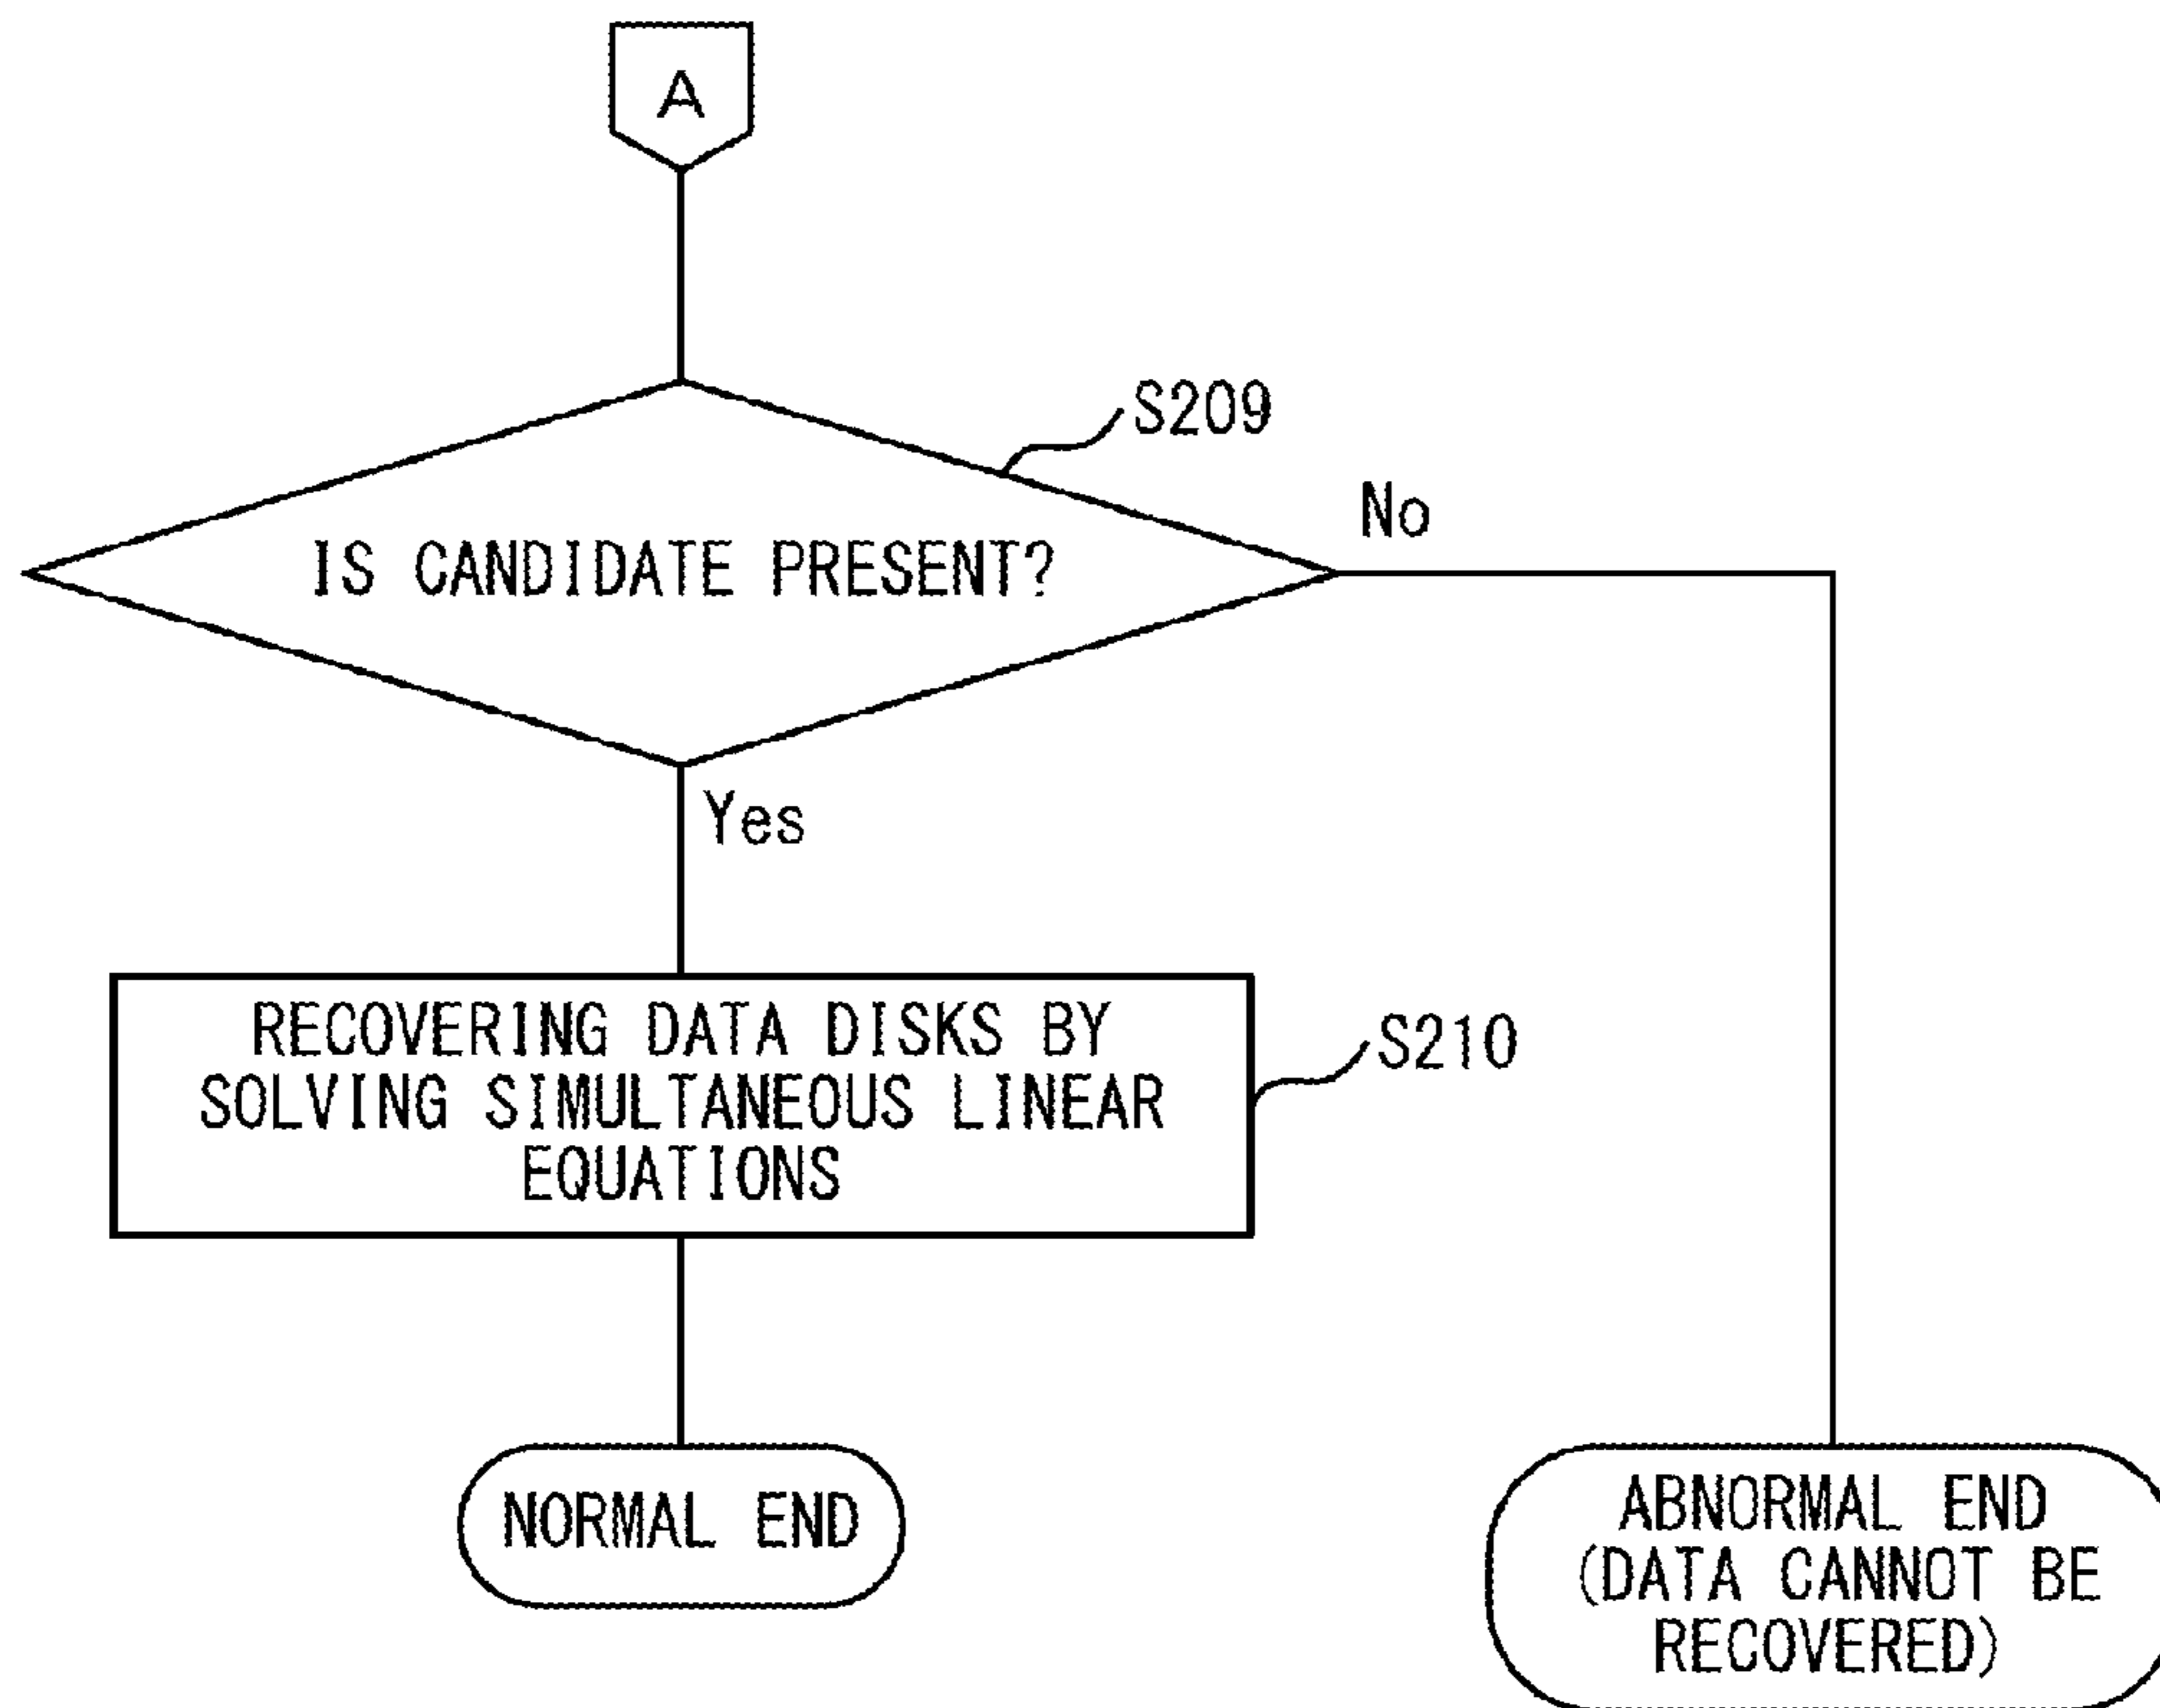 A
S209
No
IS CANDIDATE PRESENT?
Yes
RECOVERING DATA DISKS BY
SOLVING SIMULTANEOUS LINEAR
EQUATIONS
S210
NORMAL END
ABNORMAL END
(DATA CANNOT BE
RECOVERED)